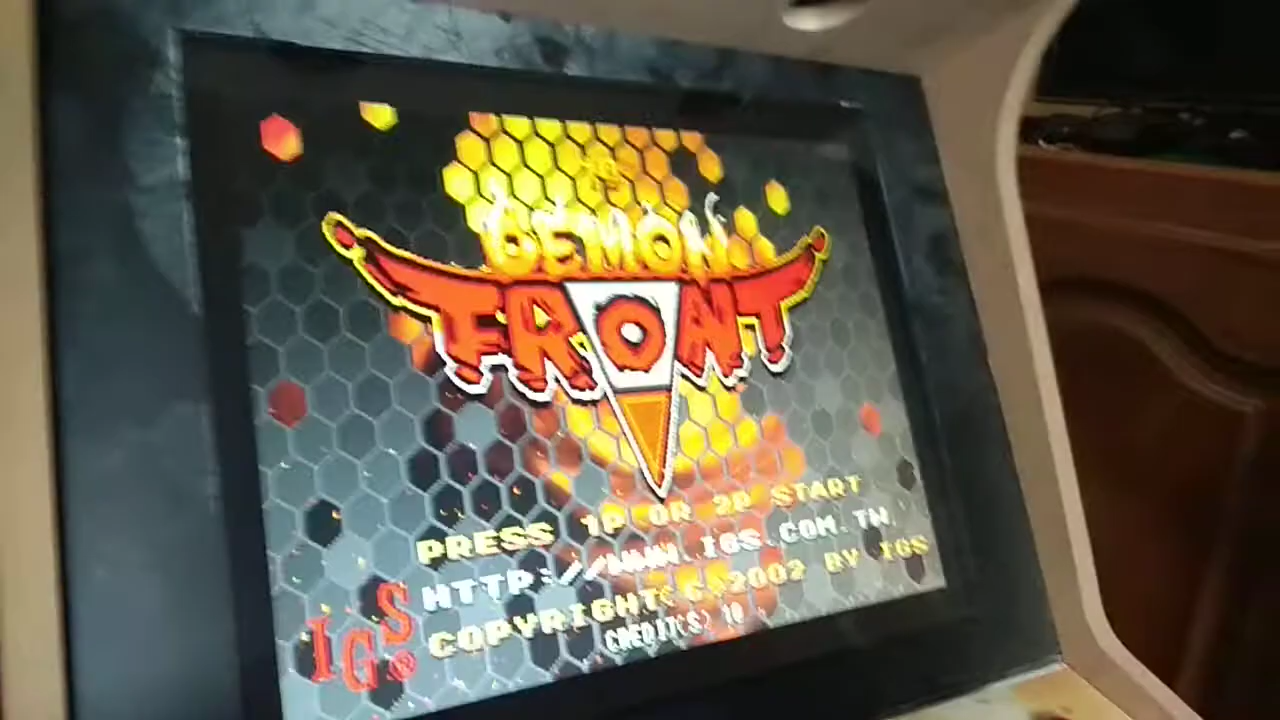 DEMON
FRONT
PRESS 1P OR 2P START
HTTP://WWW.IGS.COM.TW
COPYRIGHT C 2002 BY IGS
IGS®
CREDIT(S) 10